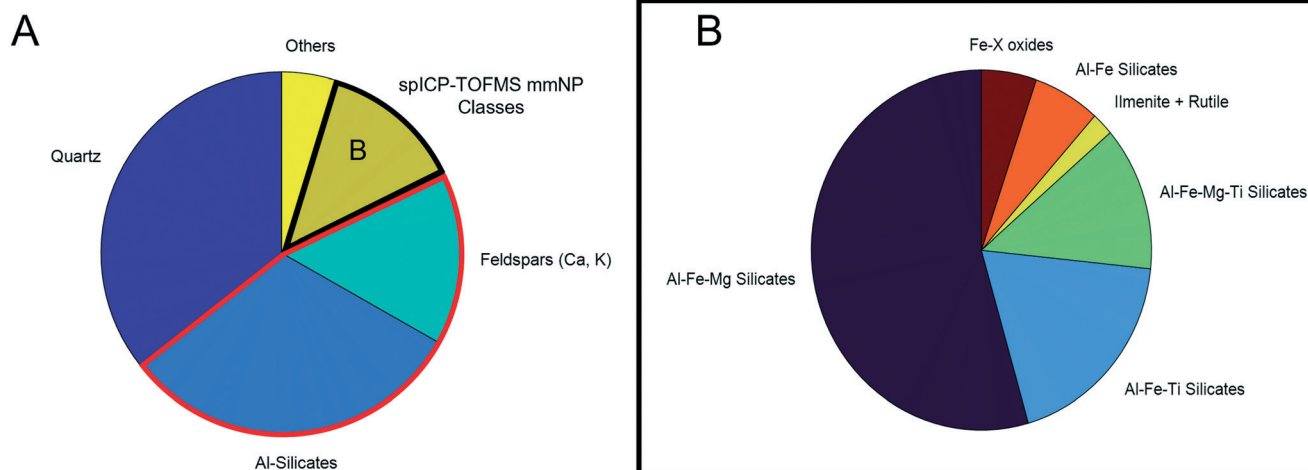 A
Others
spICP-TOFMS mmNP
Classes
B
Quartz
Feldspars (Ca, K)
Al-Silicates
B
Fe-X oxides
Al-Fe Silicates
Ilmenite + Rutile
Al-Fe-Mg-Ti Silicates
Al-Fe-Mg Silicates
Al-Fe-Ti Silicates